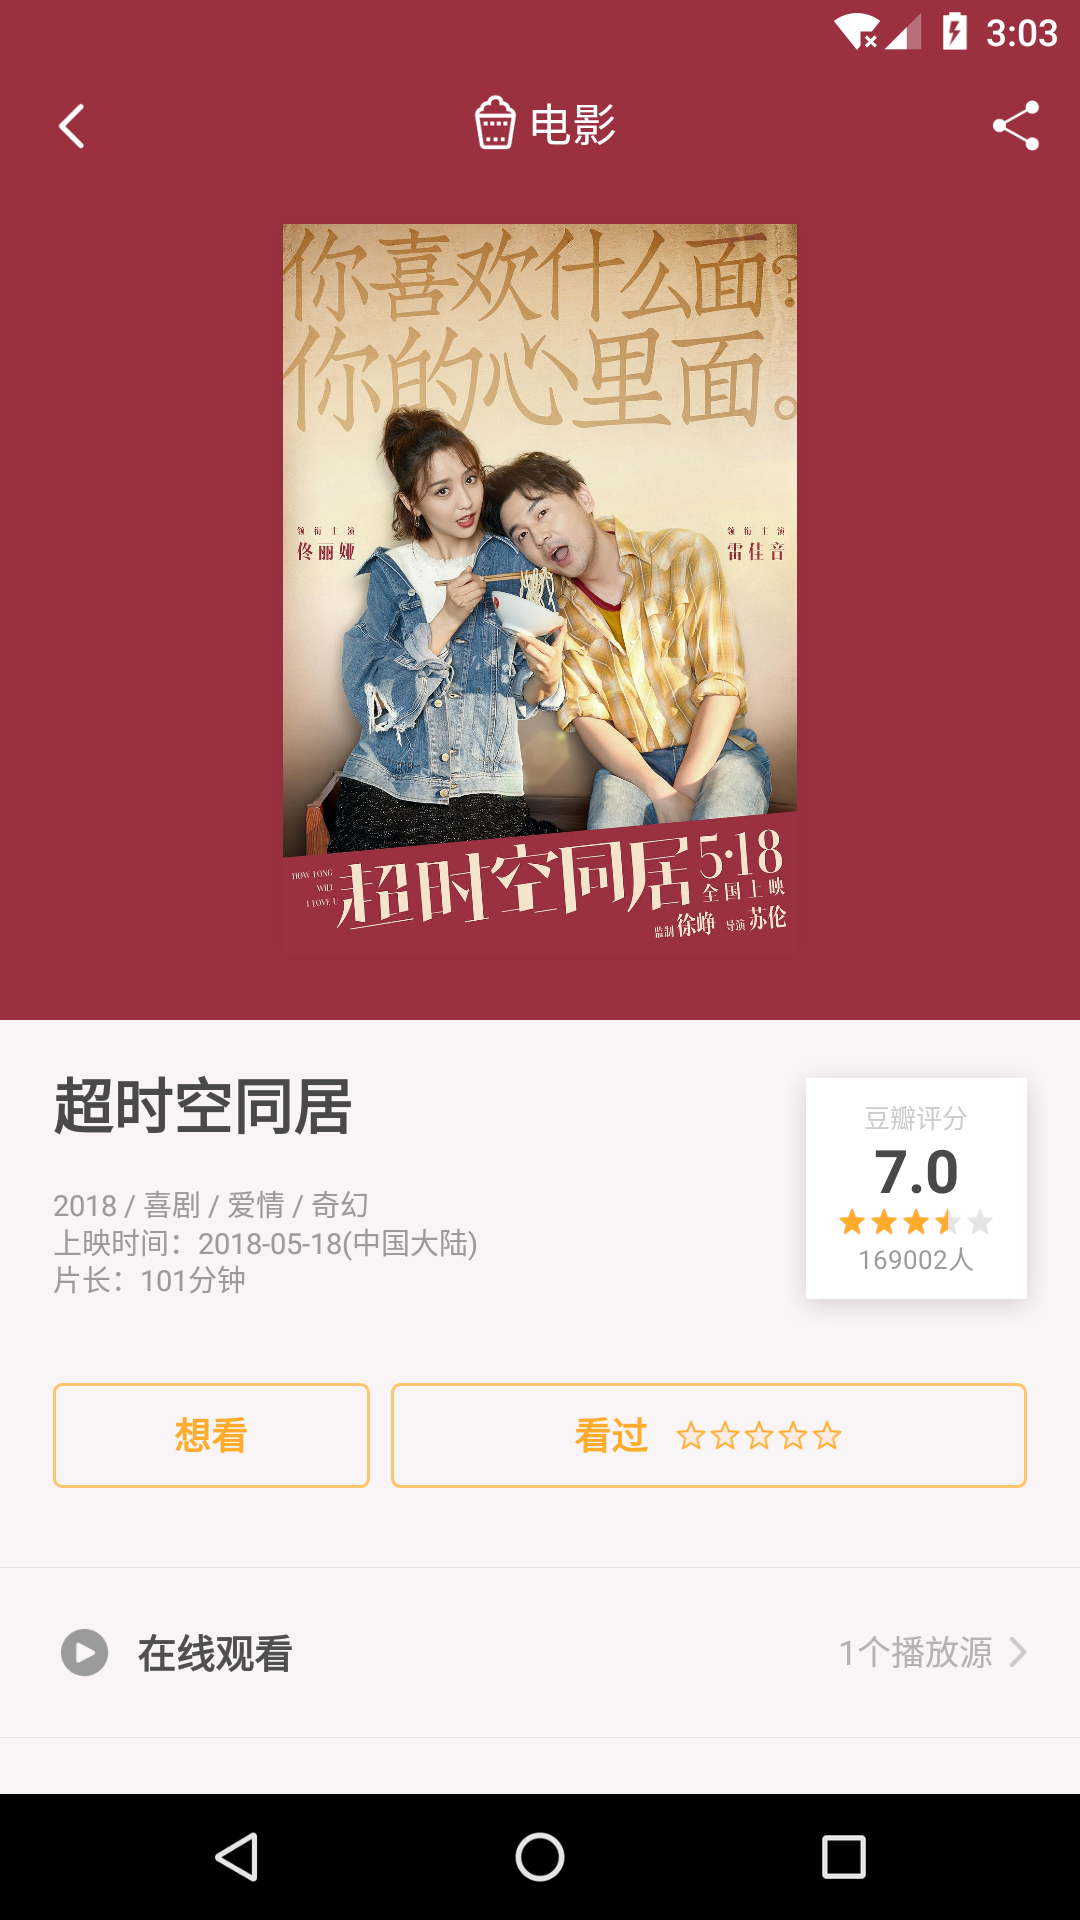 3:03
电影
你喜欢什么面?
你的心里面。
领衔主演
佟丽娅
领衔主演
雷佳音
HOW LONG
WILL
I LOVE U
超时空同居
5·18
全国上映
监制 徐峥 导演 苏伦
超时空同居
2018 / 喜剧 / 爱情 / 奇幻
上映时间：2018-05-18(中国大陆)
片长：101分钟
豆瓣评分
7.0
169002人
想看
看过
在线观看
1个播放源